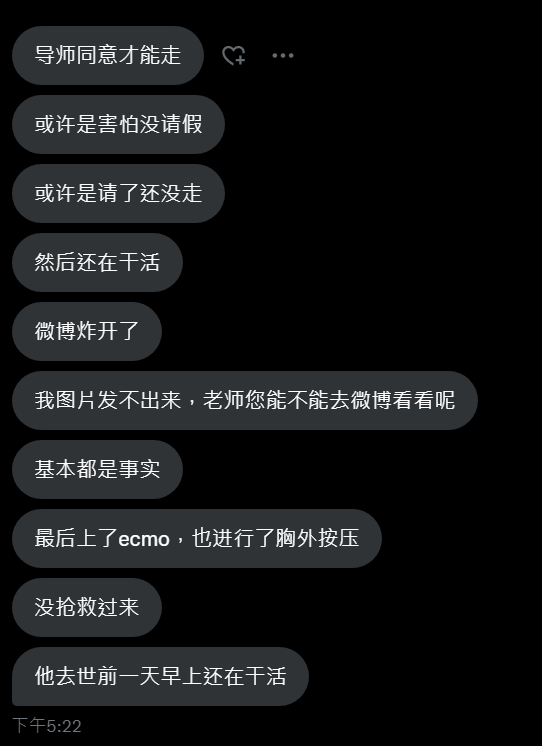 导师同意才能走
或许是害怕没请假
或许是请了还没走
然后还在干活
微博炸开了
我图片发不出来，老师您能不能去微博看看呢
基本都是事实
最后上了ecmo，也进行了胸外按压
没抢救过来
他去世前一天早上还在干活
下午5:22